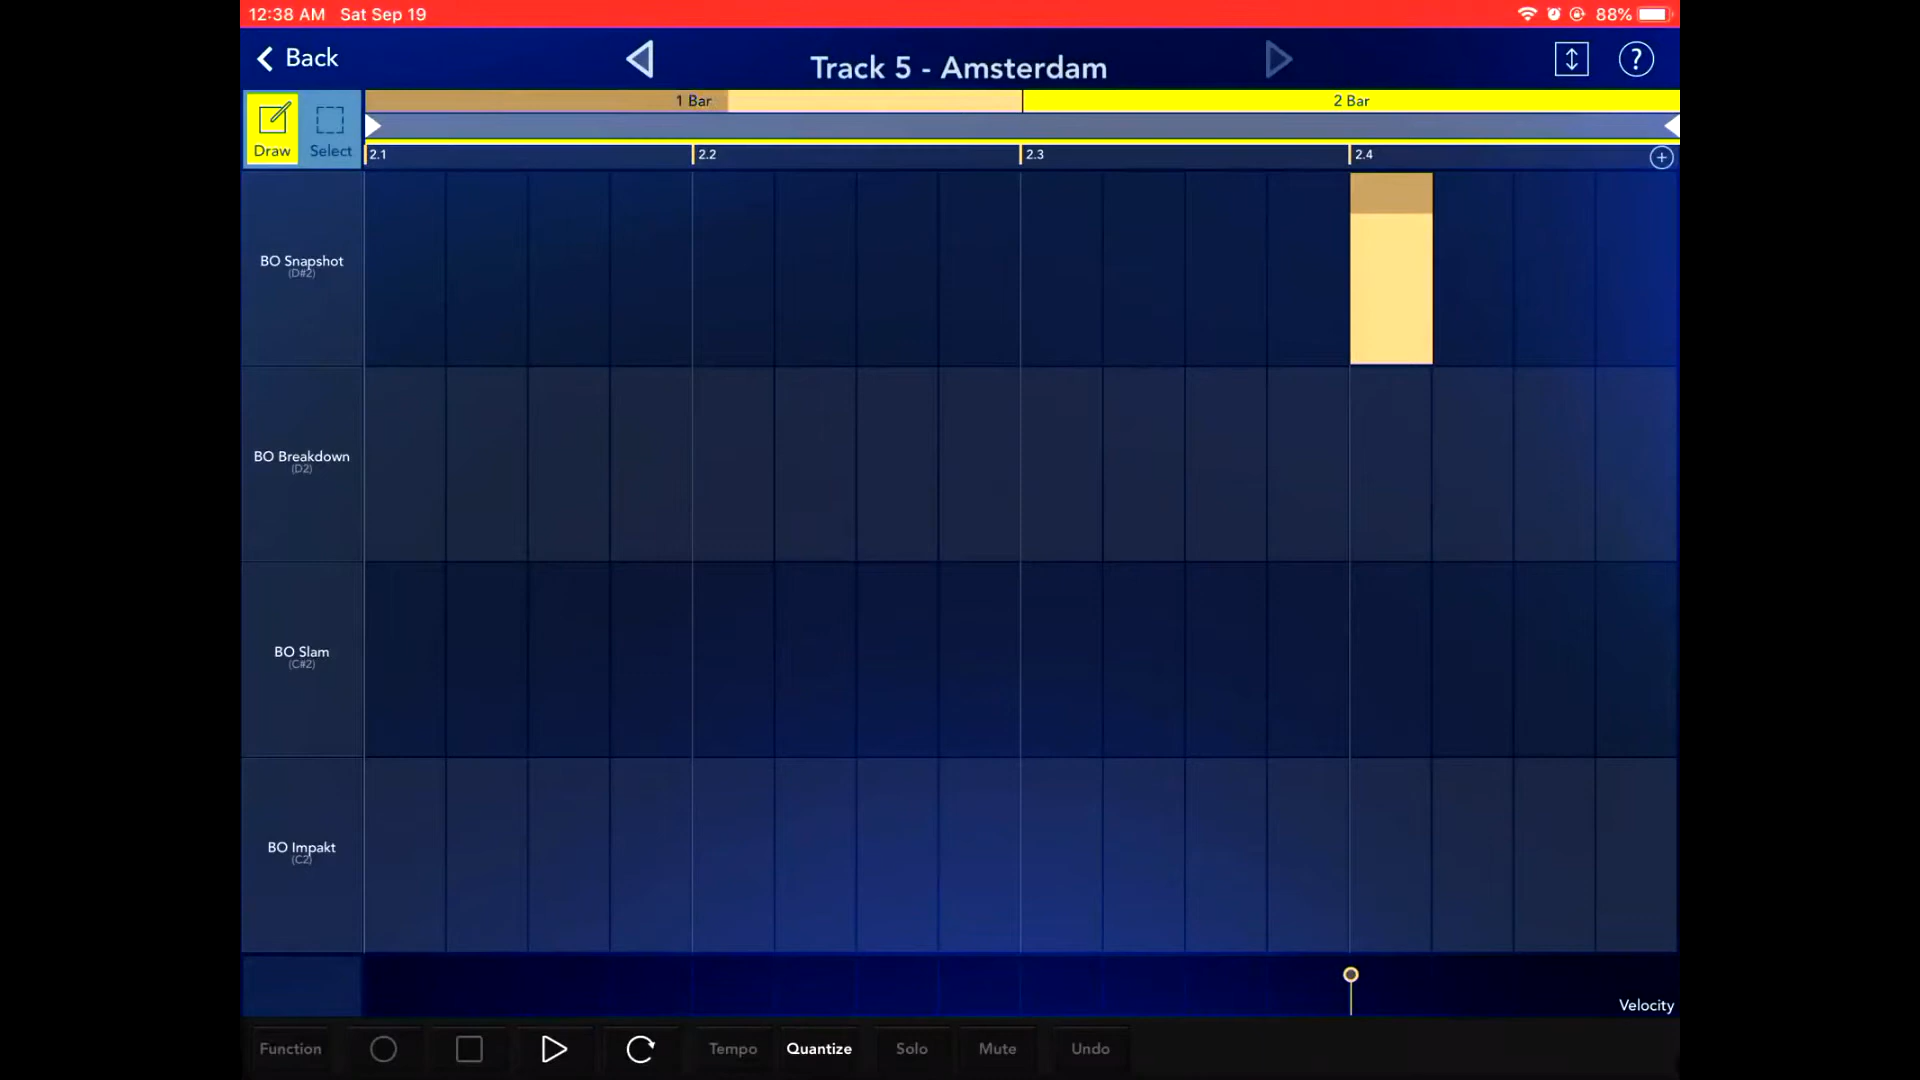 12:38 AM Sat Sep 19
88%
Back
Track 5 - Amsterdam
?
1 Bar
2 Bar
Draw
Select
2.1
2.2
2.3
2.4
BO Snapshot
(D#2)
BO Breakdown
(D2)
BO Slam
(C#2)
BO Impakt
(C2)
Velocity
Function
Tempo
Quantize
Solo
Mute
Undo